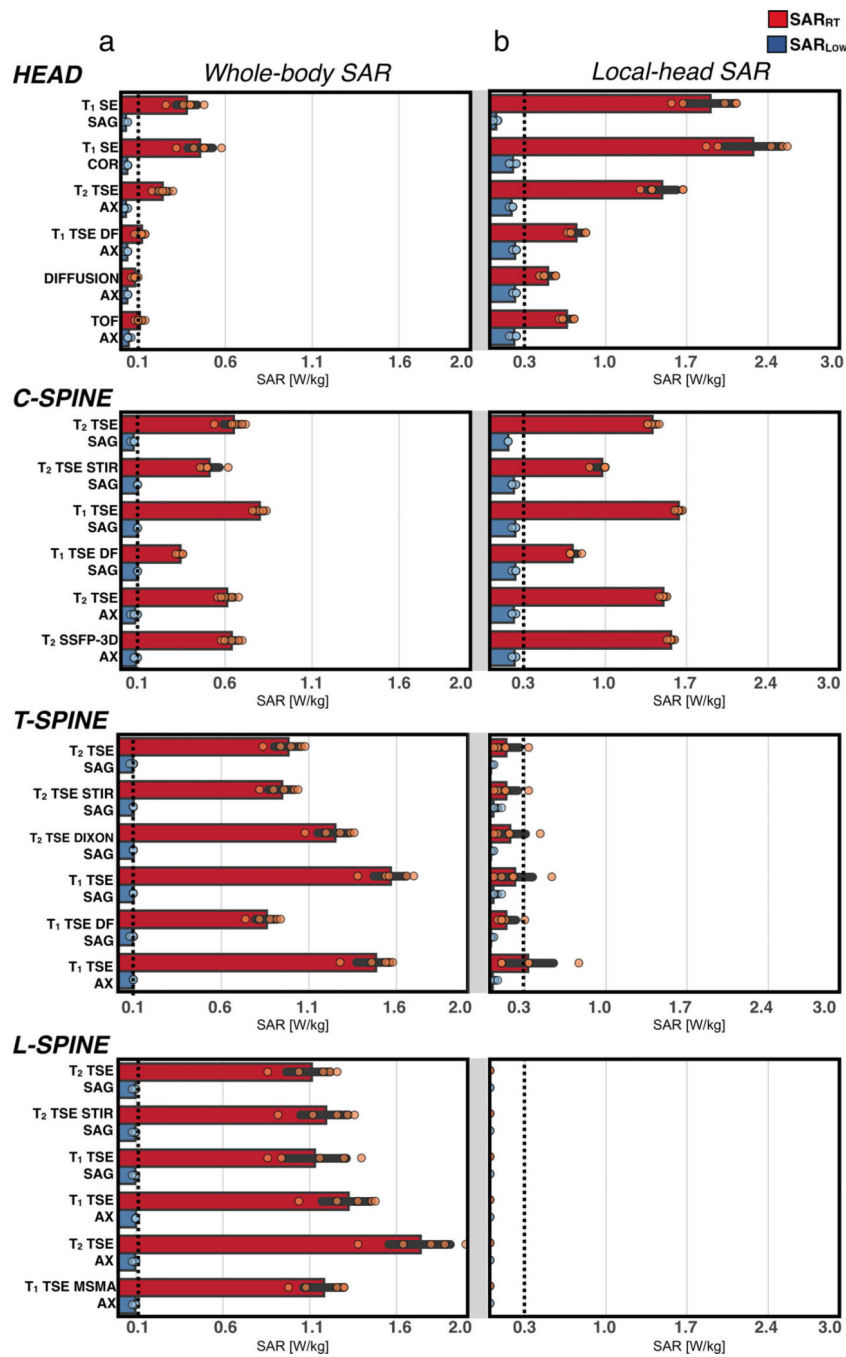 a
b
SARRT
SARLow
HEAD
Whole-body SAR
Local-head SAR
T1 SE
SAG
T1 SE
COR
T2 TSE
AX
T1 TSE DF
AX
DIFFUSION
AX
TOF
AX
0.1 0.6 1.1 1.6 2.0
SAR [W/kg]
0.3 1.0 1.7 2.4 3.0
SAR [W/kg]
C-SPINE
T2 TSE
SAG
T2 TSE STIR
SAG
T1 TSE
SAG
T1 TSE DF
SAG
T2 TSE
AX
T2 SSFP-3D
AX
0.1 0.6 1.1 1.6 2.0
SAR [W/kg]
0.3 1.0 1.7 2.4 3.0
SAR [W/kg]
T-SPINE
T2 TSE
SAG
T2 TSE STIR
SAG
T2 TSE DIXON
SAG
T1 TSE
SAG
T1 TSE DF
SAG
T1 TSE
AX
0.1 0.6 1.1 1.6 2.0
SAR [W/kg]
0.3 1.0 1.7 2.4 3.0
SAR [W/kg]
L-SPINE
T2 TSE
SAG
T2 TSE STIR
SAG
T1 TSE
SAG
T1 TSE
AX
T2 TSE
AX
T1 TSE MSMA
AX
0.1 0.6 1.1 1.6 2.0
SAR [W/kg]
0.3 1.0 1.7 2.4 3.0
SAR [W/kg]